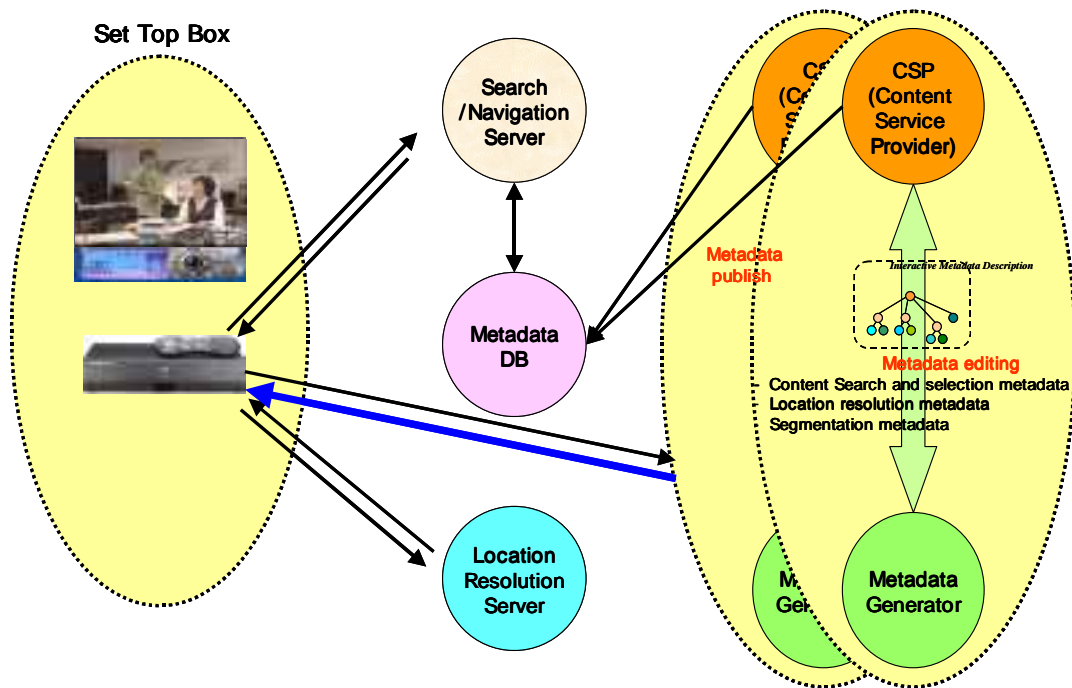 Set Top Box
Search
/Navigation
Server
Metadata
DB
Location
Resolution
Server
CSP
(Content
Service
Provider)
Metadata
publish
Interactive Metadata Description
Metadata editing
- Content Search and selection metadata
- Location resolution metadata
- Segmentation metadata
Metadata
Generator